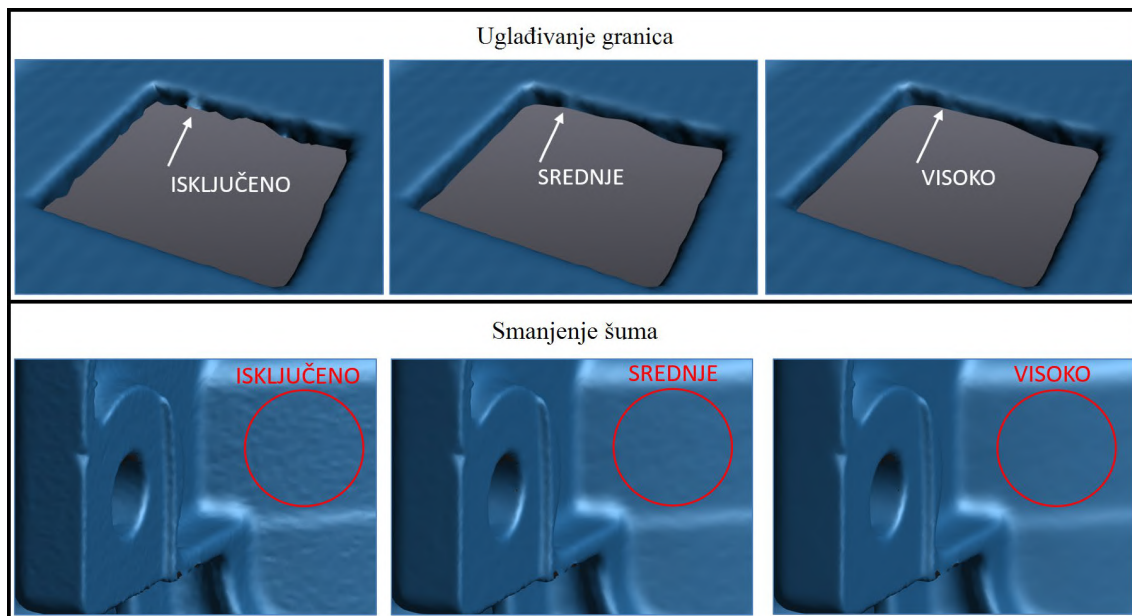 Uglađivanje granica
ISKLJUČENO
SREDNJE
VISOKO
Smanjenje šuma
ISKLJUČENO
SREDNJE
VISOKO